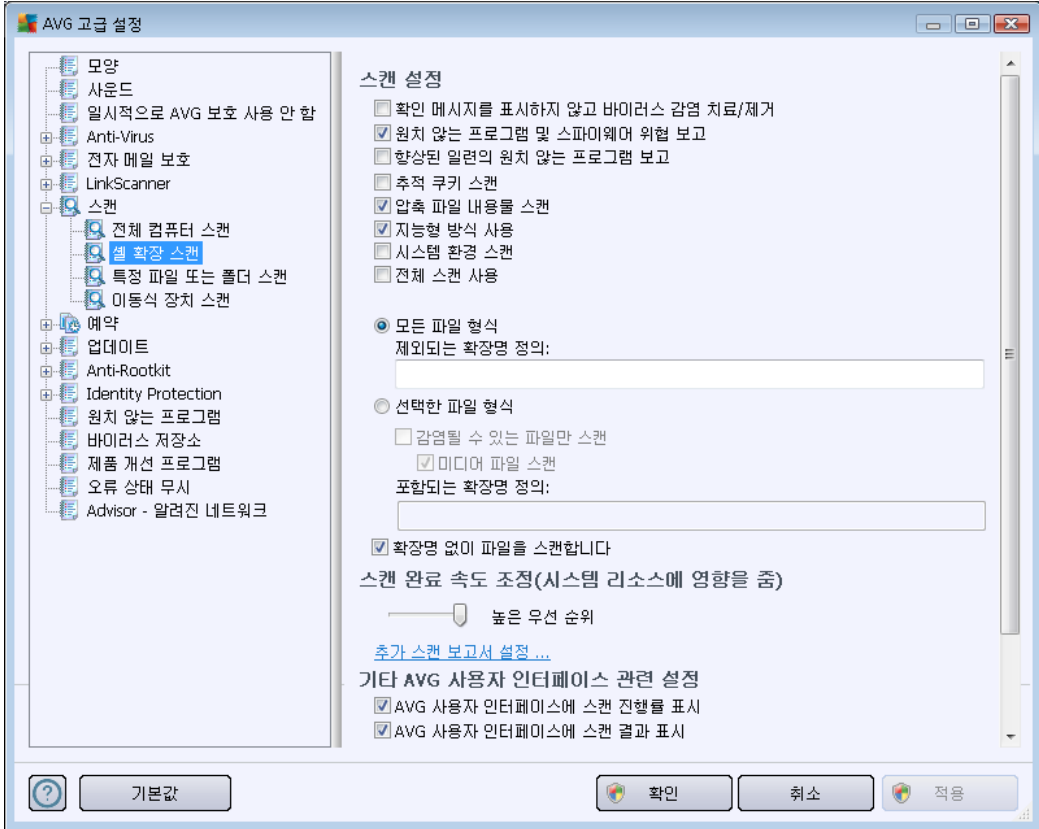 AVG 고급 설정
모양
사운드
일시적으로 AVG 보호 사용 안 함
Anti-Virus
전자 메일 보호
LinkScanner
스캔
전체 컴퓨터 스캔
셸 확장 스캔
특정 파일 또는 폴더 스캔
이동식 장치 스캔
예약
업데이트
Anti-Rootkit
Identity Protection
원치 않는 프로그램
바이러스 저장소
제품 개선 프로그램
오류 상태 무시
Advisor - 알려진 네트워크
스캔 설정
확인 메시지를 표시하지 않고 바이러스 감염 치료/제거
원치 않는 프로그램 및 스파이웨어 위협 보고
향상된 일련의 원치 않는 프로그램 보고
추적 쿠키 스캔
압축 파일 내용물 스캔
지능형 방식 사용
시스템 환경 스캔
전체 스캔 사용
모든 파일 형식
제외되는 확장명 정의:
선택한 파일 형식
감염될 수 있는 파일만 스캔
미디어 파일 스캔
포함되는 확장명 정의:
확장명 없이 파일을 스캔합니다
스캔 완료 속도 조정(시스템 리소스에 영향을 줌)
높은 우선 순위
추가 스캔 보고서 설정 ...
기타 AVG 사용자 인터페이스 관련 설정
AVG 사용자 인터페이스에 스캔 진행률 표시
AVG 사용자 인터페이스에 스캔 결과 표시
기본값
확인
취소
적용